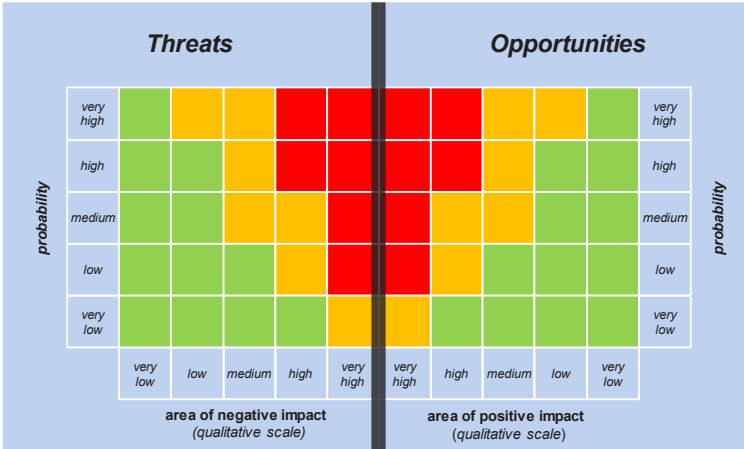 Threats
Opportunities
very
high
very
high
high
high
medium
medium
low
low
very
low
very
low
probability
probability
very
low
low
medium
high
very
high
very
high
high
medium
low
very
low
area of negative impact
(qualitative scale)
area of positive impact
(qualitative scale)